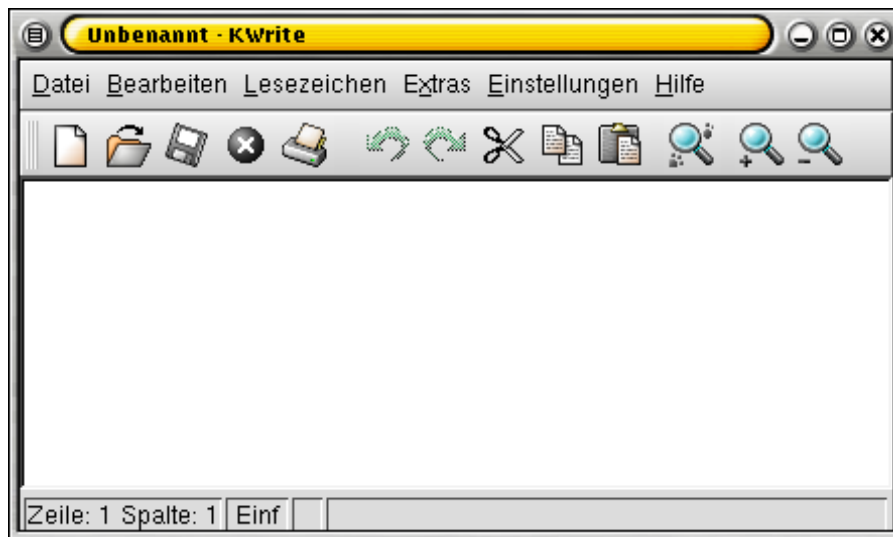 Unbenannt - KWrite
Datei Bearbeiten Lesezeichen Extras Einstellungen Hilfe
Zeile: 1 Spalte: 1 Einf